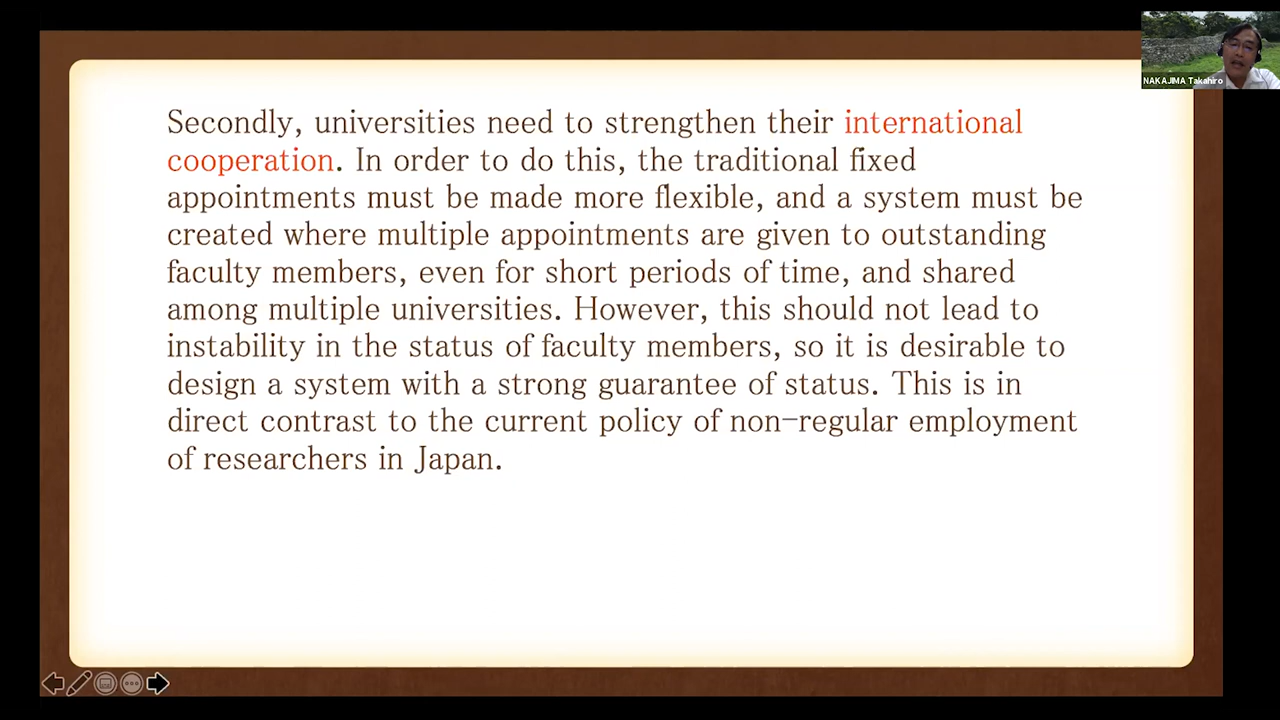 NAKAJIMA Takahiro
Secondly, universities need to strengthen their international
cooperation. In order to do this, the traditional fixed
appointments must be made more flexible, and a system must be
created where multiple appointments are given to outstanding
faculty members, even for short periods of time, and shared
among multiple universities. However, this should not lead to
instability in the status of faculty members, so it is desirable to
design a system with a strong guarantee of status. This is in
direct contrast to the current policy of non-regular employment
of researchers in Japan.